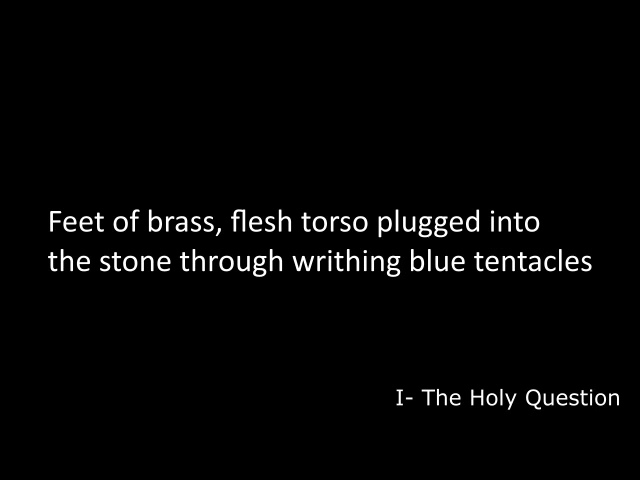 Feet of brass, flesh torso plugged into
the stone through writhing blue tentacles
I- The Holy Question